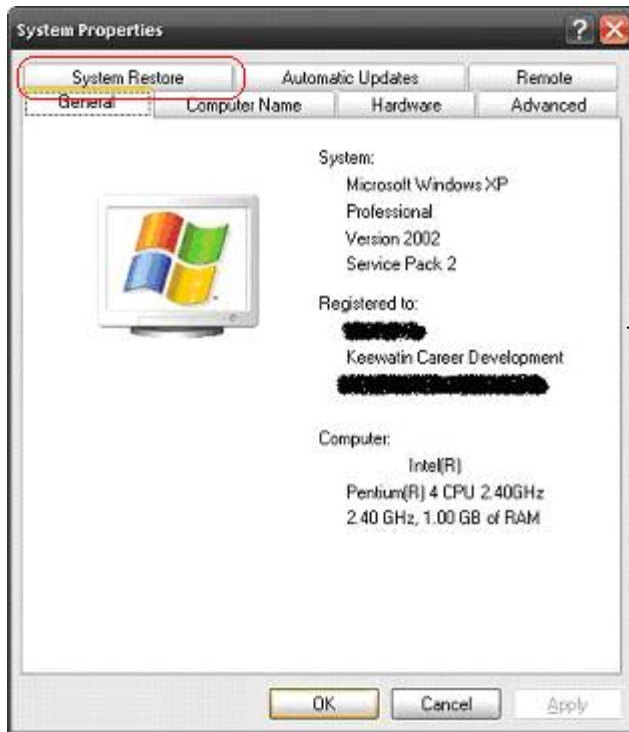 System Properties
System Restore Automatic Updates Remote
General Computer Name Hardware Advanced
System:
Microsoft Windows XP
Professional
Version 2002
Service Pack 2
Registered to:
Keewatin Career Development
Computer:
Intel(R)
Pentium(R) 4 CPU 2.40GHz
2.40 GHz, 1.00 GB of RAM
OK Cancel Apply